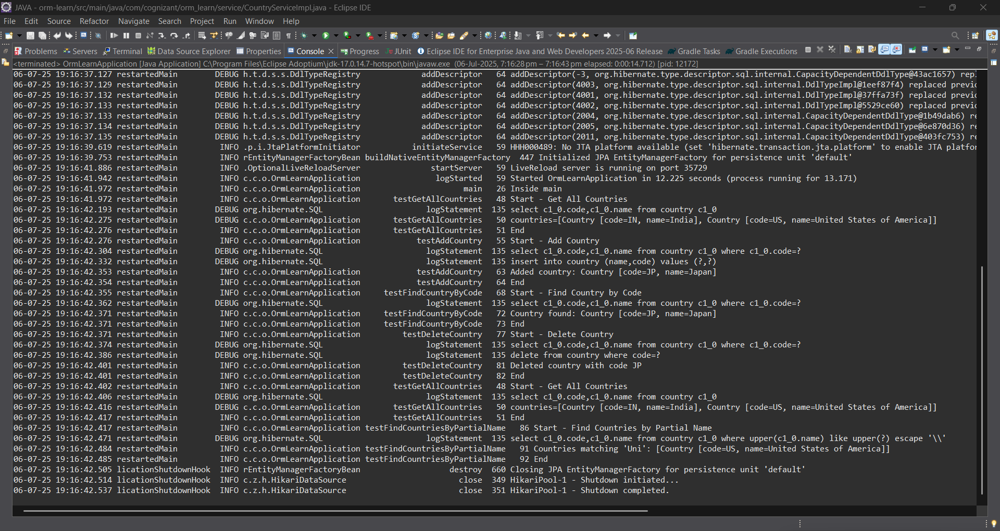 JAVA - orm-learn/src/main/java/com/cognizant/orm_learn/service/CountryServiceImpl.java - Eclipse IDE
File Edit Source Refactor Navigate Search Project Run Window Help
Problems Servers Terminal Data Source Explorer Properties Console Progress JUnit Eclipse IDE for Enterprise Java and Web Developers 2025-06 Release Gradle Tasks Gradle Executions
<terminated> OrmLearnApplication [Java Application] C:\Program Files\Eclipse Adoptium\jdk-17.0.14.7-hotspot\bin\javaw.exe (06-Jul-2025, 7:16:28 pm – 7:16:43 pm elapsed: 0:00:14.712) [pid: 12172]
06-07-25 19:16:37.127 restartedMain DEBUG h.t.d.s.s.DdlTypeRegistry addDescriptor 64 addDescriptor(-3, org.hibernate.type.descriptor.sql.internal.CapacityDependentDdlType@43ac1657) repl
06-07-25 19:16:37.129 restartedMain DEBUG h.t.d.s.s.DdlTypeRegistry addDescriptor 64 addDescriptor(4003, org.hibernate.type.descriptor.sql.internal.DdlTypeImpl@1eef87f4) replaced previo
06-07-25 19:16:37.132 restartedMain DEBUG h.t.d.s.s.DdlTypeRegistry addDescriptor 64 addDescriptor(4001, org.hibernate.type.descriptor.sql.internal.DdlTypeImpl@37ffa73f) replaced previo
06-07-25 19:16:37.133 restartedMain DEBUG h.t.d.s.s.DdlTypeRegistry addDescriptor 64 addDescriptor(4002, org.hibernate.type.descriptor.sql.internal.DdlTypeImpl@5529ce60) replaced previo
06-07-25 19:16:37.133 restartedMain DEBUG h.t.d.s.s.DdlTypeRegistry addDescriptor 64 addDescriptor(2004, org.hibernate.type.descriptor.sql.internal.CapacityDependentDdlType@1b49dab6) re
06-07-25 19:16:37.134 restartedMain DEBUG h.t.d.s.s.DdlTypeRegistry addDescriptor 64 addDescriptor(2005, org.hibernate.type.descriptor.sql.internal.CapacityDependentDdlType@6e870d36) re
06-07-25 19:16:37.135 restartedMain DEBUG h.t.d.s.s.DdlTypeRegistry addDescriptor 64 addDescriptor(2011, org.hibernate.type.descriptor.sql.internal.CapacityDependentDdlType@403fc753) re
06-07-25 19:16:39.619 restartedMain INFO .p.i.JtaPlatformInitiator initiateService 59 HHH000489: No JTA platform available (set 'hibernate.transaction.jta.platform' to enable JTA platfor
06-07-25 19:16:39.753 restartedMain INFO rEntityManagerFactoryBean buildNativeEntityManagerFactory 447 Initialized JPA EntityManagerFactory for persistence unit 'default'
06-07-25 19:16:41.886 restartedMain INFO .OptionalLiveReloadServer startServer 59 LiveReload server is running on port 35729
06-07-25 19:16:41.942 restartedMain INFO c.c.o.OrmLearnApplication logStarted 59 Started OrmLearnApplication in 12.225 seconds (process running for 13.171)
06-07-25 19:16:41.972 restartedMain INFO c.c.o.OrmLearnApplication main 26 Inside main
06-07-25 19:16:41.972 restartedMain INFO c.c.o.OrmLearnApplication testGetAllCountries 48 Start - Get All Countries
06-07-25 19:16:42.193 restartedMain DEBUG org.hibernate.SQL logStatement 135 select c1_0.code,c1_0.name from country c1_0
06-07-25 19:16:42.275 restartedMain DEBUG c.c.o.OrmLearnApplication testGetAllCountries 50 countries=[Country [code=IN, name=India], Country [code=US, name=United States of America]]
06-07-25 19:16:42.276 restartedMain INFO c.c.o.OrmLearnApplication testGetAllCountries 51 End
06-07-25 19:16:42.276 restartedMain INFO c.c.o.OrmLearnApplication testAddCountry 55 Start - Add Country
06-07-25 19:16:42.304 restartedMain DEBUG org.hibernate.SQL logStatement 135 select c1_0.code,c1_0.name from country c1_0 where c1_0.code=?
06-07-25 19:16:42.332 restartedMain DEBUG org.hibernate.SQL logStatement 135 insert into country (name,code) values (?,?)
06-07-25 19:16:42.353 restartedMain INFO c.c.o.OrmLearnApplication testAddCountry 63 Added country: Country [code=JP, name=Japan]
06-07-25 19:16:42.354 restartedMain INFO c.c.o.OrmLearnApplication testAddCountry 64 End
06-07-25 19:16:42.355 restartedMain INFO c.c.o.OrmLearnApplication testFindCountryByCode 68 Start - Find Country by Code
06-07-25 19:16:42.362 restartedMain DEBUG org.hibernate.SQL logStatement 135 select c1_0.code,c1_0.name from country c1_0 where c1_0.code=?
06-07-25 19:16:42.371 restartedMain INFO c.c.o.OrmLearnApplication testFindCountryByCode 72 Country found: Country [code=JP, name=Japan]
06-07-25 19:16:42.371 restartedMain INFO c.c.o.OrmLearnApplication testFindCountryByCode 73 End
06-07-25 19:16:42.371 restartedMain INFO c.c.o.OrmLearnApplication testDeleteCountry 77 Start - Delete Country
06-07-25 19:16:42.374 restartedMain DEBUG org.hibernate.SQL logStatement 135 select c1_0.code,c1_0.name from country c1_0 where c1_0.code=?
06-07-25 19:16:42.386 restartedMain DEBUG org.hibernate.SQL logStatement 135 delete from country where code=?
06-07-25 19:16:42.401 restartedMain INFO c.c.o.OrmLearnApplication testDeleteCountry 81 Deleted country with code JP
06-07-25 19:16:42.401 restartedMain INFO c.c.o.OrmLearnApplication testDeleteCountry 82 End
06-07-25 19:16:42.402 restartedMain INFO c.c.o.OrmLearnApplication testGetAllCountries 48 Start - Get All Countries
06-07-25 19:16:42.406 restartedMain DEBUG org.hibernate.SQL logStatement 135 select c1_0.code,c1_0.name from country c1_0
06-07-25 19:16:42.416 restartedMain DEBUG c.c.o.OrmLearnApplication testGetAllCountries 50 countries=[Country [code=IN, name=India], Country [code=US, name=United States of America]]
06-07-25 19:16:42.417 restartedMain INFO c.c.o.OrmLearnApplication testGetAllCountries 51 End
06-07-25 19:16:42.417 restartedMain INFO c.c.o.OrmLearnApplication testFindCountriesByPartialName 86 Start - Find Countries by Partial Name
06-07-25 19:16:42.471 restartedMain DEBUG org.hibernate.SQL logStatement 135 select c1_0.code,c1_0.name from country c1_0 where upper(c1_0.name) like upper(?) escape '\\'
06-07-25 19:16:42.484 restartedMain INFO c.c.o.OrmLearnApplication testFindCountriesByPartialName 91 Countries matching 'Uni': [Country [code=US, name=United States of America]]
06-07-25 19:16:42.485 restartedMain INFO c.c.o.OrmLearnApplication testFindCountriesByPartialName 92 End
06-07-25 19:16:42.505 licationShutdownHook INFO rEntityManagerFactoryBean destroy 660 Closing JPA EntityManagerFactory for persistence unit 'default'
06-07-25 19:16:42.514 licationShutdownHook INFO c.z.h.HikariDataSource close 349 HikariPool-1 - Shutdown initiated...
06-07-25 19:16:42.537 licationShutdownHook INFO c.z.h.HikariDataSource close 351 HikariPool-1 - Shutdown completed.